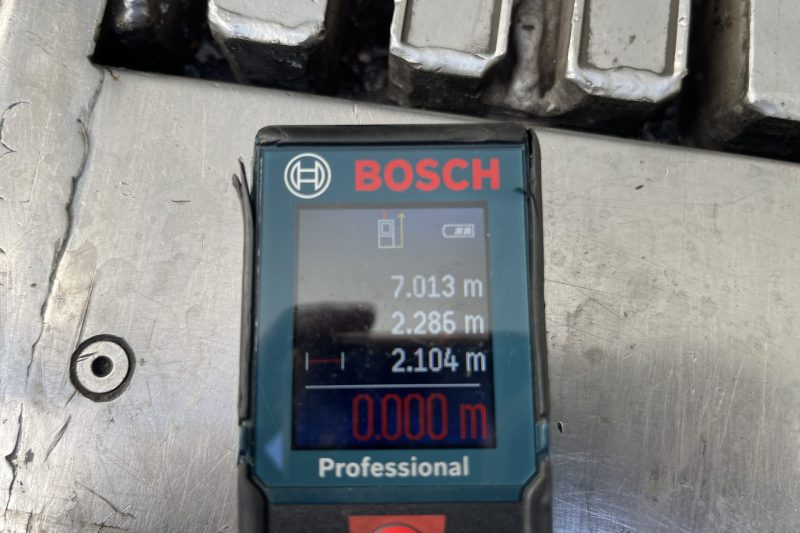 BOSCH
7.013 m
2.286 m
2.104 m
0.000 m
Professional